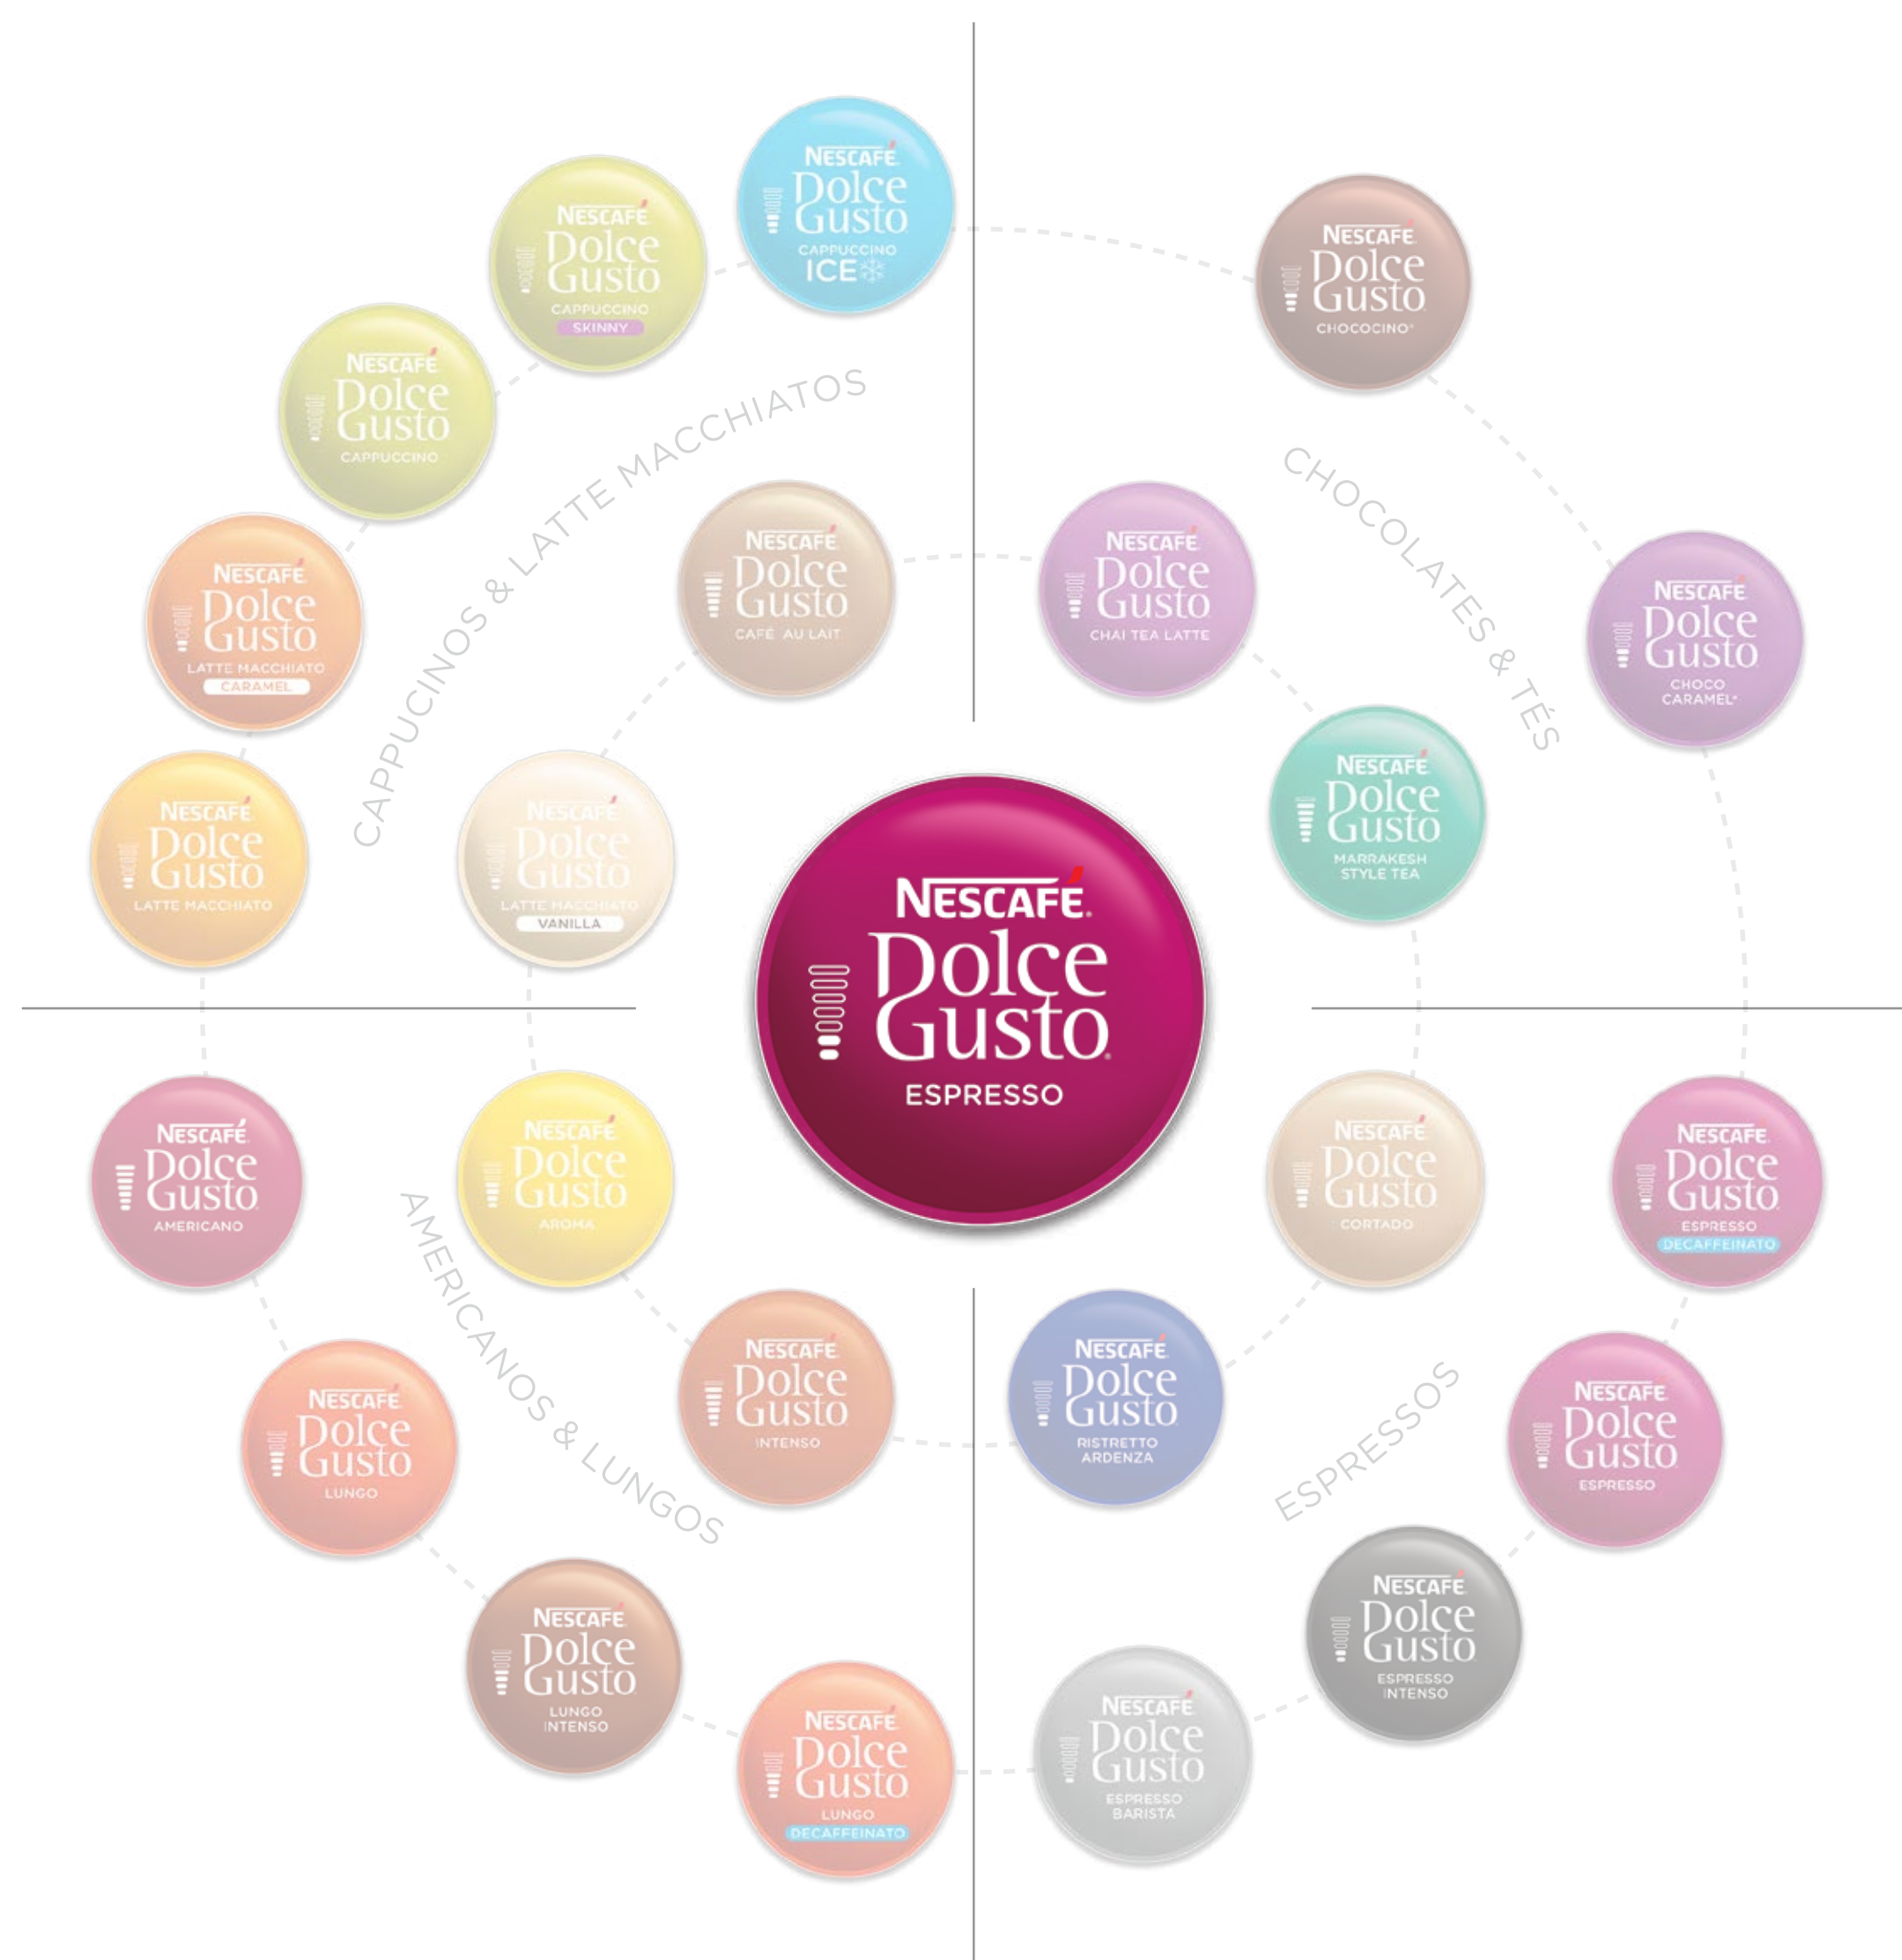 NESCAFÉ
Dolce
Gusto
CAPPUCCINO
ICE
NESCAFÉ
Dolce
Gusto
CAPPUCCINO
SKINNY
NESCAFÉ
Dolce
Gusto
CAPPUCCINO
NESCAFÉ
Dolce
Gusto
LATTE MACCHIATO
CARAMEL
NESCAFÉ
Dolce
Gusto
LATTE MACCHIATO
CAPPUCINOS & LATTE MACCHIATOS
NESCAFÉ
Dolce
Gusto
CAFÉ AU LAIT
NESCAFÉ
Dolce
Gusto
LATTE MACCHIATO
VANILLA
NESCAFÉ
Dolce
Gusto
CHOCOCINO*
NESCAFÉ
Dolce
Gusto
CHOCO
CARAMEL*
CHOCOLATES & TÉS
NESCAFÉ
Dolce
Gusto
CHAI TEA LATTE
NESCAFÉ
Dolce
Gusto
MARRAKESH
STYLE TEA
NESCAFÉ®
Dolce
Gusto®
ESPRESSO
NESCAFÉ
Dolce
Gusto
AMERICANO
NESCAFÉ
Dolce
Gusto
AROMA
AMERICANOS & LUNGOS
NESCAFÉ
Dolce
Gusto
INTENSO
NESCAFÉ
Dolce
Gusto
LUNGO
NESCAFÉ
Dolce
Gusto
LUNGO
INTENSO
NESCAFÉ
Dolce
Gusto
LUNGO
DECAFFEINATO
NESCAFÉ
Dolce
Gusto
CORTADO
NESCAFÉ
Dolce
Gusto
ESPRESSO
DECAFFEINATO
NESCAFÉ
Dolce
Gusto
RISTRETTO
ARDENZA
ESPRESSOS
NESCAFÉ
Dolce
Gusto
ESPRESSO
NESCAFÉ
Dolce
Gusto
ESPRESSO
INTENSO
NESCAFÉ
Dolce
Gusto
ESPRESSO
BARISTA